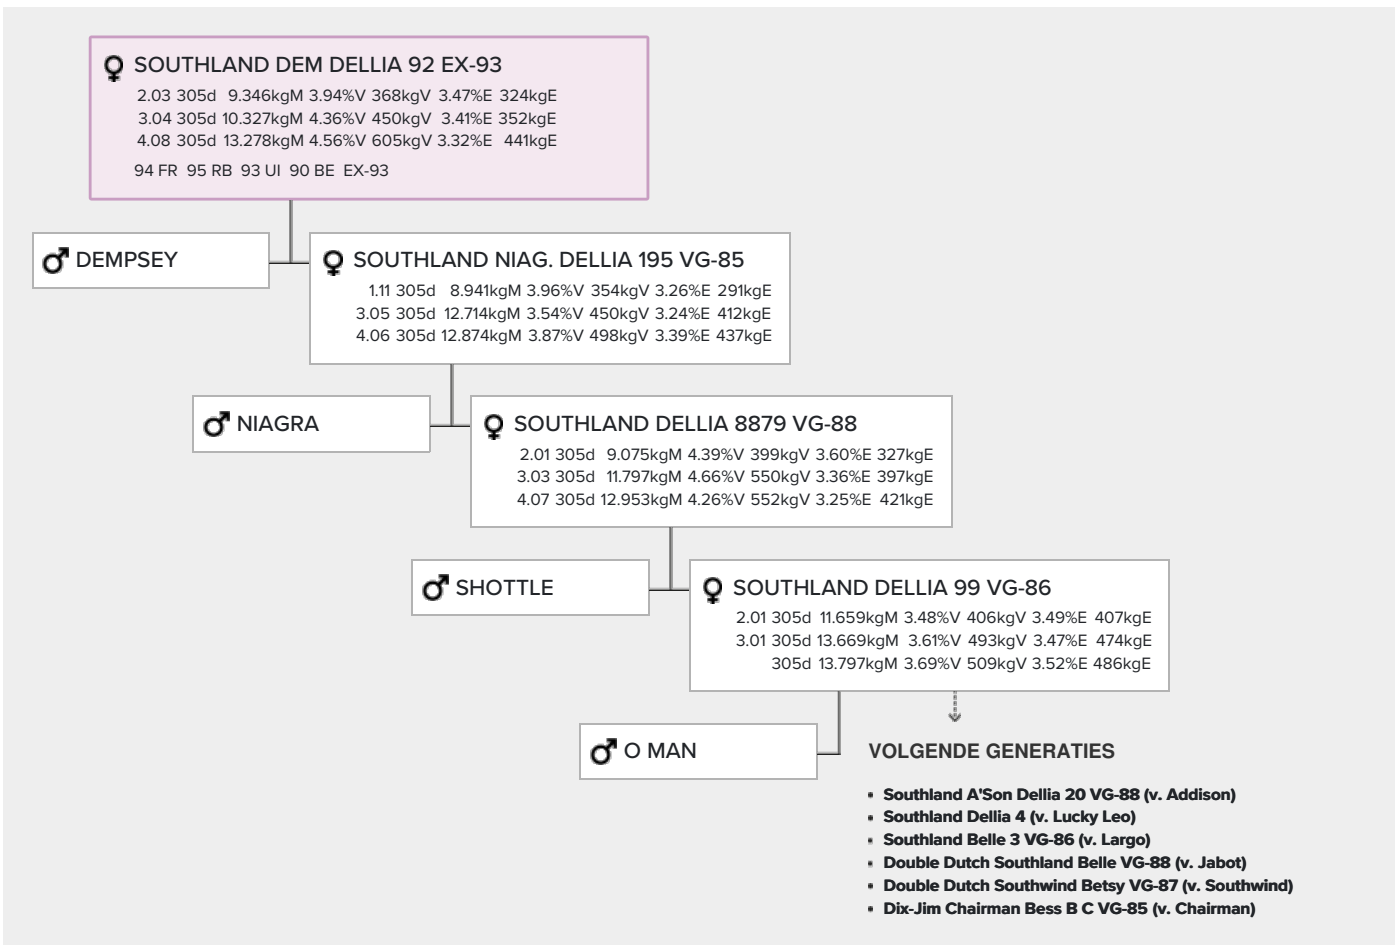 SOUTHLAND DEM DELLIA 92 EX-93
2.03 305d 9.346kgM 3.94%V 368kgV 3.47%E 324kgE
3.04 305d 10.327kgM 4.36%V 450kgV 3.41%E 352kgE
4.08 305d 13.278kgM 4.56%V 605kgV 3.32%E 441kgE
94 FR 95 RB 93 UI 90 BE EX-93
DEMPSEY
SOUTHLAND NIAG. DELLIA 195 VG-85
1.11 305d 8.941kgM 3.96%V 354kgV 3.26%E 291kgE
3.05 305d 12.714kgM 3.54%V 450kgV 3.24%E 412kgE
4.06 305d 12.874kgM 3.87%V 498kgV 3.39%E 437kgE
NIAGRA
SOUTHLAND DELLIA 8879 VG-88
2.01 305d 9.075kgM 4.39%V 399kgV 3.60%E 327kgE
3.03 305d 11.797kgM 4.66%V 550kgV 3.36%E 397kgE
4.07 305d 12.953kgM 4.26%V 552kgV 3.25%E 421kgE
SHOTTLE
SOUTHLAND DELLIA 99 VG-86
2.01 305d 11.659kgM 3.48%V 406kgV 3.49%E 407kgE
3.01 305d 13.669kgM 3.61%V 493kgV 3.47%E 474kgE
305d 13.797kgM 3.69%V 509kgV 3.52%E 486kgE
O MAN
VOLGENDE GENERATIES
• Southland A'Son Dellia 20 VG-88 (v. Addison)
• Southland Dellia 4 (v. Lucky Leo)
• Southland Belle 3 VG-86 (v. Largo)
• Double Dutch Southland Belle VG-88 (v. Jabot)
• Double Dutch Southwind Betsy VG-87 (v. Southwind)
• Dix-Jim Chairman Bess B C VG-85 (v. Chairman)